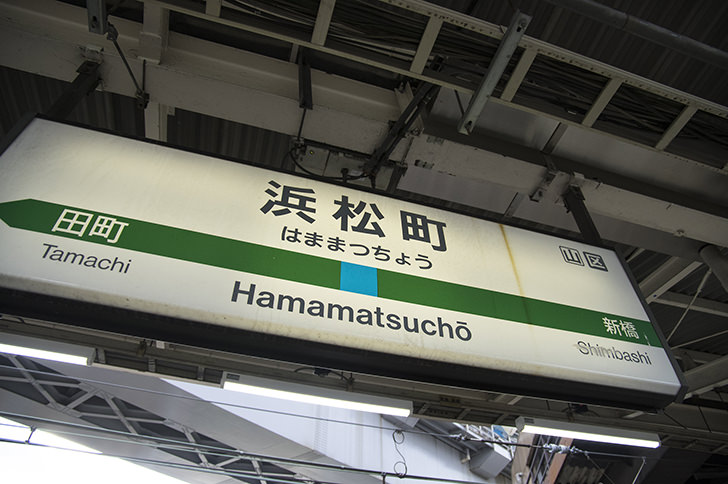 浜松町
はままつちょう
山 区
田町
Tamachi
Hamamatsuchō
新橋
Shimbashi